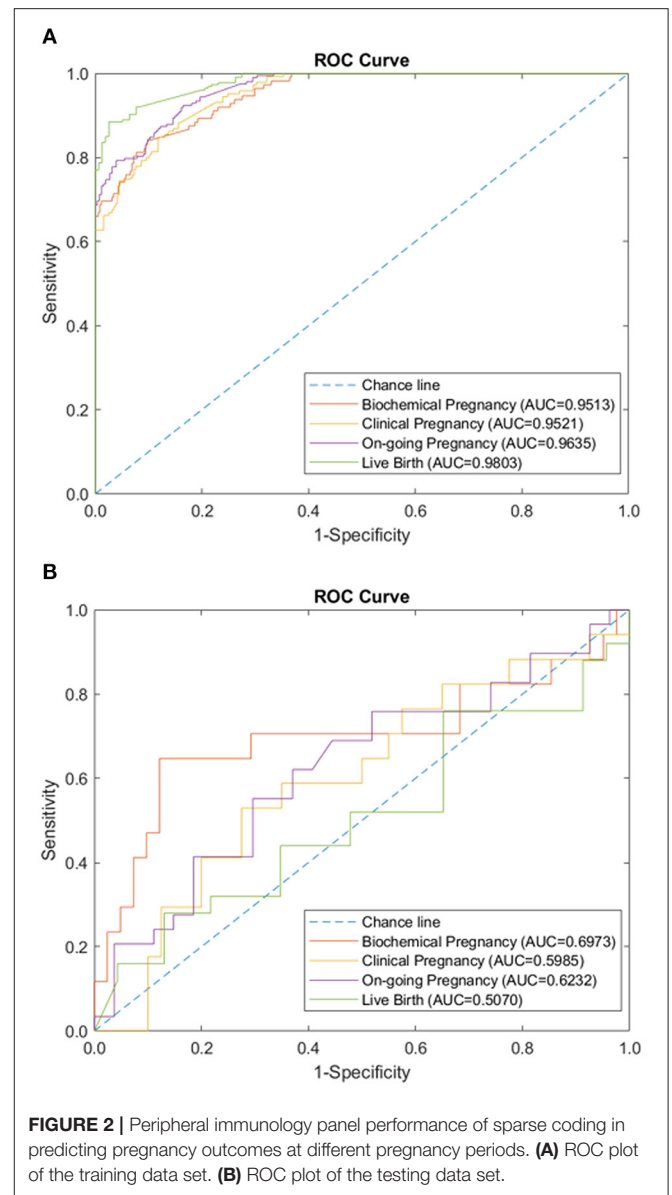 A
ROC Curve
1.0
0.8
0.6
0.4
0.2
0.0
Sensitivity
Chance line
Biochemical Pregnancy (AUC=0.9513)
Clinical Pregnancy (AUC=0.9521)
On-going Pregnancy (AUC=0.9635)
Live Birth (AUC=0.9803)
0.0 0.2 0.4 0.6 0.8 1.0
1-Specificity
B
ROC Curve
1.0
0.8
0.6
0.4
0.2
0.0
Sensitivity
Chance line
Biochemical Pregnancy (AUC=0.6973)
Clinical Pregnancy (AUC=0.5985)
On-going Pregnancy (AUC=0.6232)
Live Birth (AUC=0.5070)
0.0 0.2 0.4 0.6 0.8 1.0
1-Specificity
FIGURE 2 | Peripheral immunology panel performance of sparse coding in
predicting pregnancy outcomes at different pregnancy periods. (A) ROC plot
of the training data set. (B) ROC plot of the testing data set.